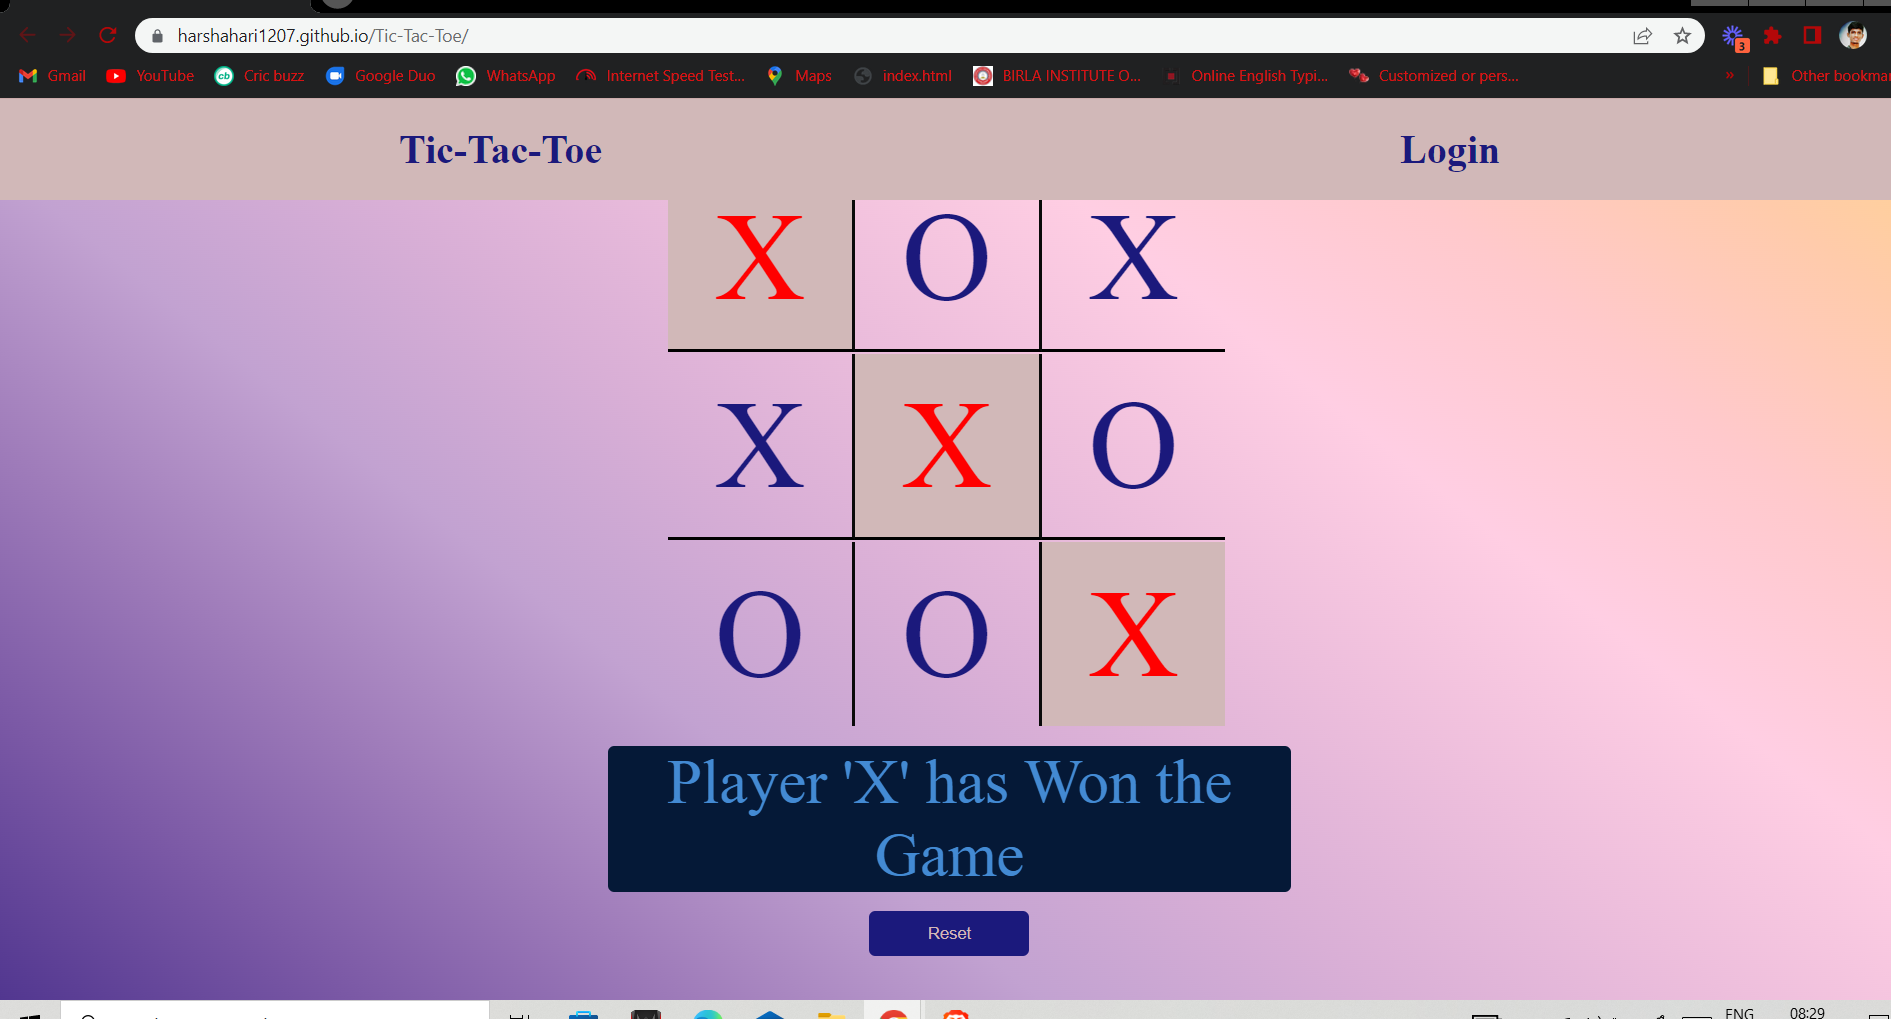 harshahari1207.github.io/Tic-Tac-Toe/
3
Gmail YouTube Cric buzz Google Duo WhatsApp Internet Speed Test... Maps index.html BIRLA INSTITUTE O... Online English Typi... Customized or pers... » Other bookmar
Tic-Tac-Toe Login
X O X
X X O
O O X
Player 'X' has Won the
Game
Reset
ENG 08:29